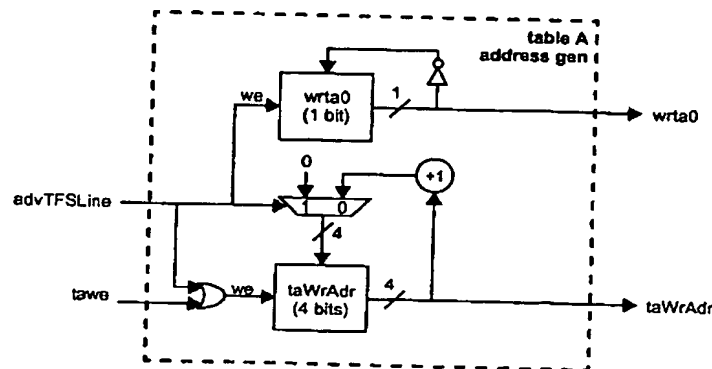 table A
address gen
we
wrta0
(1 bit)
1
wrta0
0
+1
advTFSLine
1 0
4
tawe
we
taWrAdr
(4 bits)
4
taWrAdr